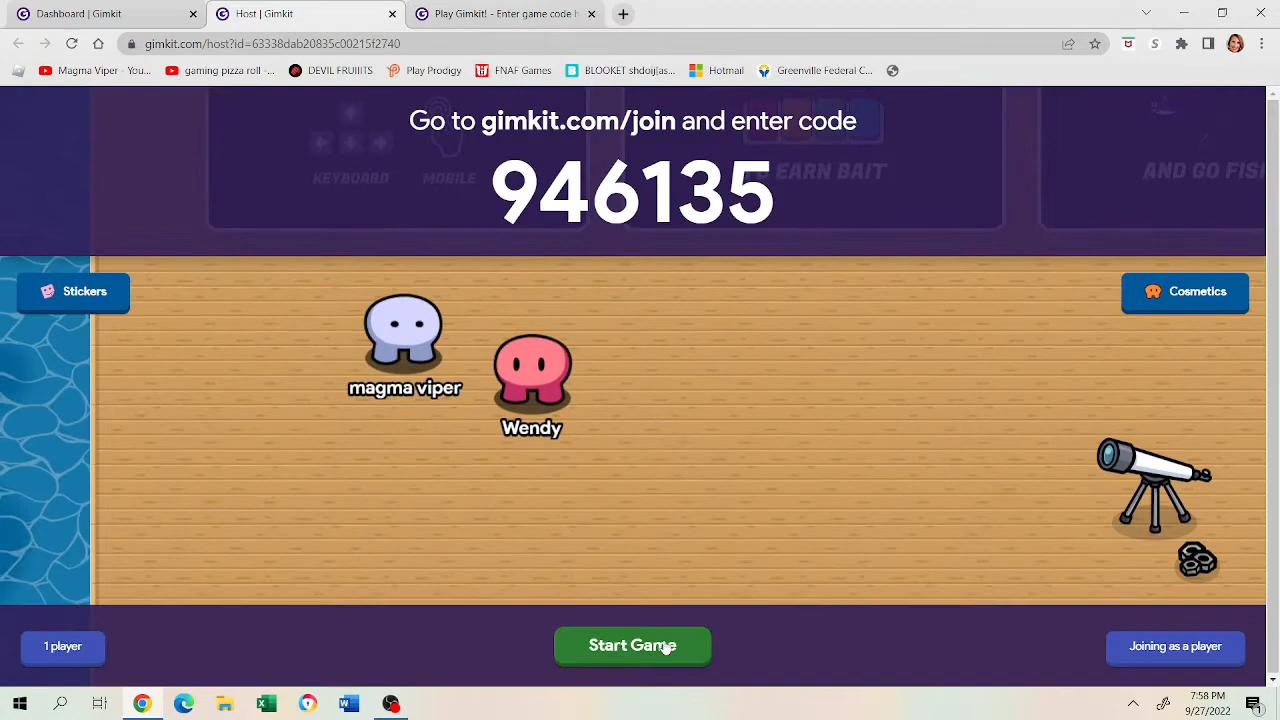 Dashboard | Gimkit
Host | Gimkit
Play Gimkit! - Enter game code h
gimkit.com/host?id=63338dab20835c00215f2740
Magma Viper - You...
gaming pizza roll -...
DEVIL FRUIITS
Play Prodigy
FNAF Games
BLOOKET shdoijfas...
Hotmail
Greenville Federal C...
Go to gimkit.com/join and enter code
946135
KEYBOARD
MOBILE
O EARN BAIT
AND GO FISH
Stickers
Cosmetics
magma viper
Wendy
1 player
Start Game
Joining as a player
7:58 PM
9/27/2022